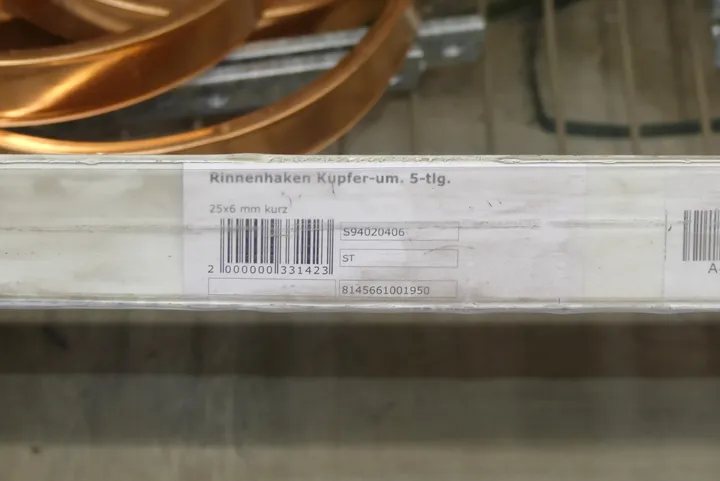 Rinnenhaken Kupfer-um. 5-tlg.
25x6 mm kurz
S94020406
ST
2 000000 331423
8145661001950
A